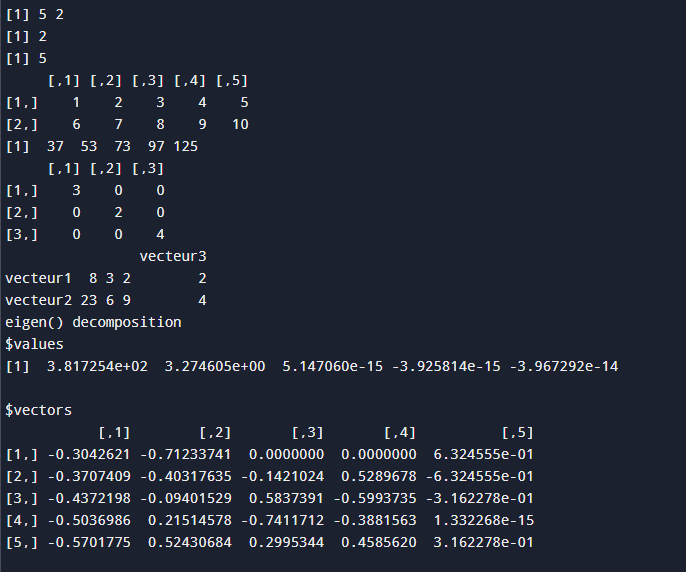 [1] 5 2
[1] 2
[1] 5
     [,1] [,2] [,3] [,4] [,5]
[1,]    1    2    3    4    5
[2,]    6    7    8    9   10
[1]  37  53  73  97 125
     [,1] [,2] [,3]
[1,]    3    0    0
[2,]    0    2    0
[3,]    0    0    4
                vecteur3
vecteur1  8 3 2        2
vecteur2 23 6 9        4
eigen() decomposition
$values
[1]  3.817254e+02  3.274605e+00  5.147060e-15 -3.925814e-15 -3.967292e-14

$vectors
           [,1]        [,2]       [,3]       [,4]          [,5]
[1,] -0.3042621 -0.71233741  0.0000000  0.0000000  6.324555e-01
[2,] -0.3707409 -0.40317635 -0.1421024  0.5289678 -6.324555e-01
[3,] -0.4372198 -0.09401529  0.5837391 -0.5993735 -3.162278e-01
[4,] -0.5036986  0.21514578 -0.7411712 -0.3881563  1.332268e-15
[5,] -0.5701775  0.52430684  0.2995344  0.4585620  3.162278e-01